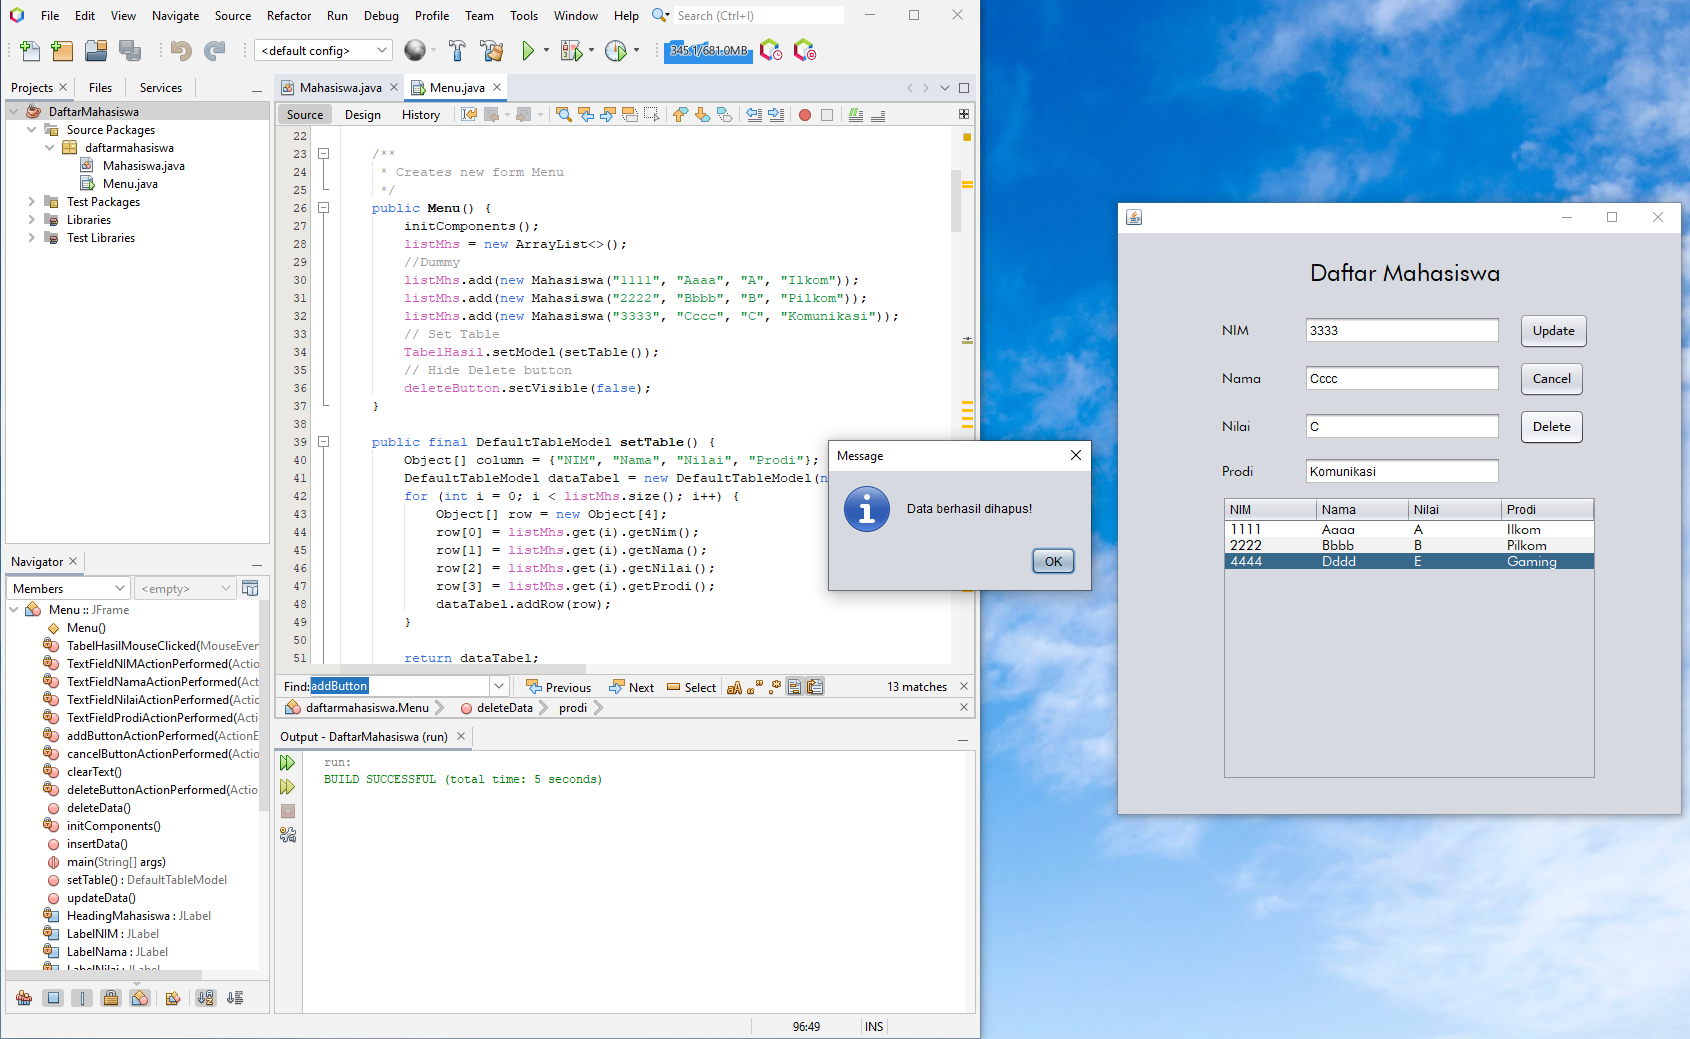 File Edit View Navigate Source Refactor Run Debug Profile Team Tools Window Help Search (Ctrl+I)
<default config> 345.1/681.0MB
Projects Files Services
DaftarMahasiswa
Source Packages
daftarmahasiswa
Mahasiswa.java
Menu.java
Test Packages
Libraries
Test Libraries
Navigator
Members <empty>
Menu :: JFrame
Menu()
TabelHasilMouseClicked(MouseEver
TextFieldNIMActionPerformed(Actio
TextFieldNamaActionPerformed(Act
TextFieldNilaiActionPerformed(Actic
TextFieldProdiActionPerformed(Actio
addButtonActionPerformed(ActionE
cancelButtonActionPerformed(Actio
clearText()
deleteButtonActionPerformed(Actio
deleteData()
initComponents()
insertData()
main(String[] args)
setTable() : DefaultTableModel
updateData()
HeadingMahasiswa : JLabel
LabelNIM : JLabel
LabelNama : JLabel
LabelNilai : JLabel
Mahasiswa.java Menu.java
Source Design History
22
23 /**
24 * Creates new form Menu
25 */
26 public Menu() {
27 initComponents();
28 listMhs = new ArrayList<>();
29 //Dummy
30 listMhs.add(new Mahasiswa("1111", "Aaaa", "A", "Ilkom"));
31 listMhs.add(new Mahasiswa("2222", "Bbbb", "B", "Pilkom"));
32 listMhs.add(new Mahasiswa("3333", "Cccc", "C", "Komunikasi"));
33 // Set Table
34 TabelHasil.setModel(setTable());
35 // Hide Delete button
36 deleteButton.setVisible(false);
37 }
38
39 public final DefaultTableModel setTable() {
40 Object[] column = {"NIM", "Nama", "Nilai", "Prodi"};
41 DefaultTableModel dataTabel = new DefaultTableModel(n
42 for (int i = 0; i < listMhs.size(); i++) {
43 Object[] row = new Object[4];
44 row[0] = listMhs.get(i).getNim();
45 row[1] = listMhs.get(i).getNama();
46 row[2] = listMhs.get(i).getNilai();
47 row[3] = listMhs.get(i).getProdi();
48 dataTabel.addRow(row);
49 }
50
51 return dataTabel;
Find: addButton Previous Next Select 13 matches
daftarmahasiswa.Menu deleteData prodi
Output - DaftarMahasiswa (run)
run:
BUILD SUCCESSFUL (total time: 5 seconds)
96:49 INS
Message
Data berhasil dihapus!
OK
Daftar Mahasiswa
NIM 3333 Update
Nama Cccc Cancel
Nilai C Delete
Prodi Komunikasi
NIM Nama Nilai Prodi
1111 Aaaa A Ilkom
2222 Bbbb B Pilkom
4444 Dddd E Gaming